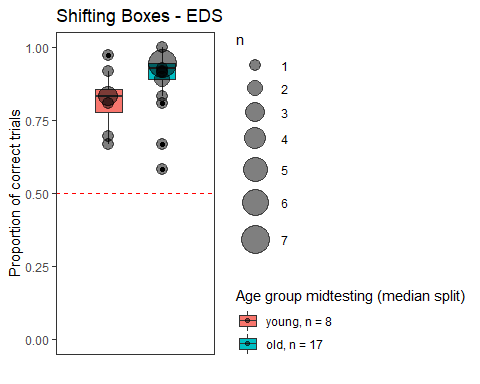 Shifting Boxes - EDS
Proportion of correct trials
1.00
0.75
0.50
0.25
0.00
n
1
2
3
4
5
6
7
Age group midtesting (median split)
young, n = 8
old, n = 17